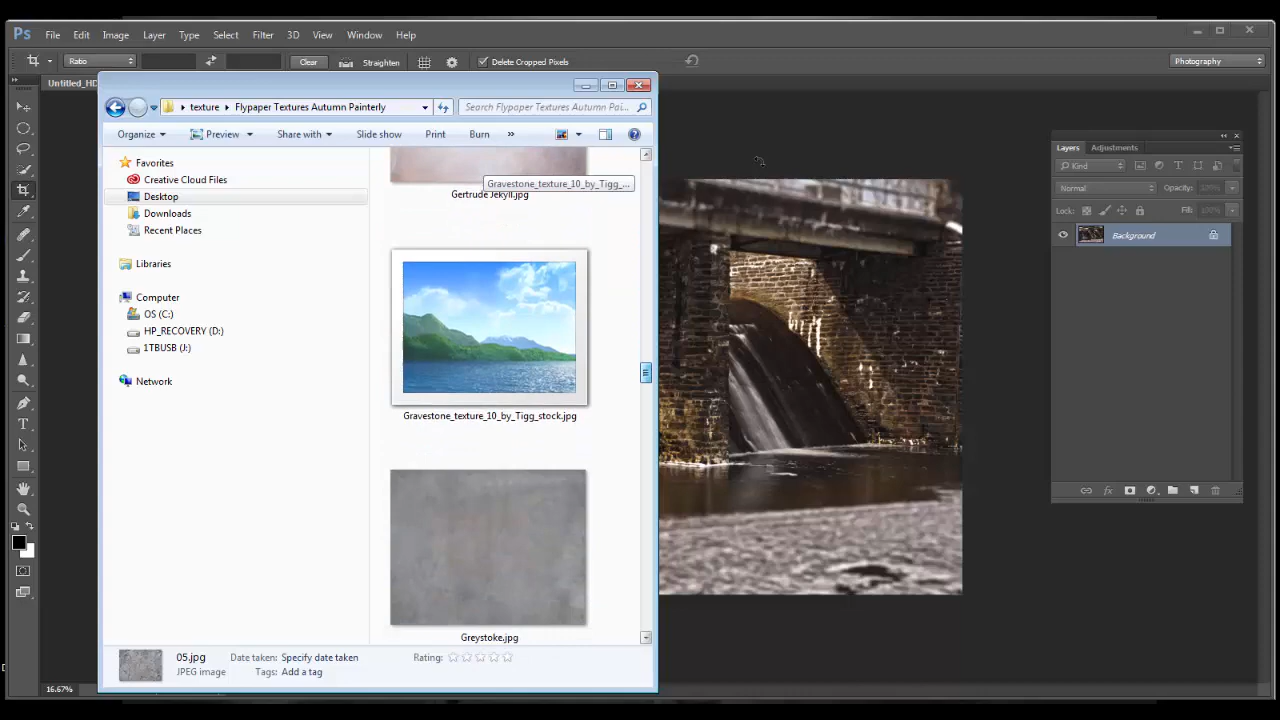 Ps File Edit Image Layer Type Select Filter 3D View Window Help
Ratio Clear Straighten Delete Cropped Pixels Photography
Untitled_HD
texture Flypaper Textures Autumn Painterly Search Flypaper Textures Autumn Pai...
Organize Preview Share with Slide show Print Burn »
Favorites
Creative Cloud Files
Desktop
Downloads
Recent Places
Libraries
Computer
OS (C:)
HP_RECOVERY (D:)
1TBUSB (J:)
Network
Gravestone_texture_10_by_Tigg_...
Gertrude Jekyll.jpg
Gravestone_texture_10_by_Tigg_stock.jpg
Greystoke.jpg
05.jpg Date taken: Specify date taken Rating:
JPEG image Tags: Add a tag
Layers Adjustments
Kind
Normal Opacity: 100%
Lock: Fill: 100%
Background
fx
16.67%